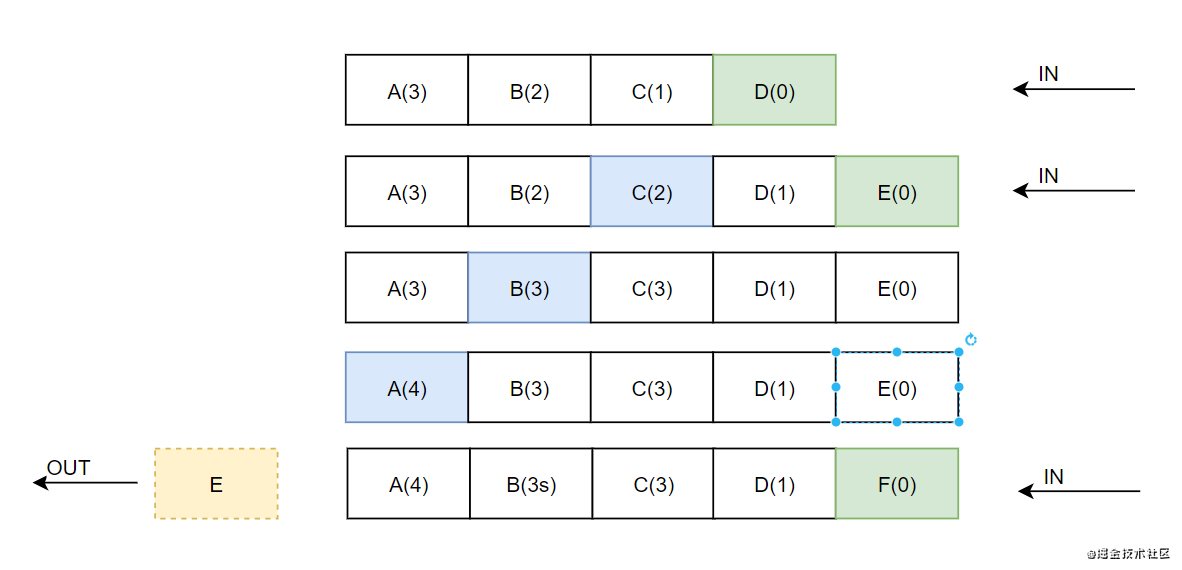 A(3) B(2) C(1) D(0) IN
A(3) B(2) C(2) D(1) E(0) IN
A(3) B(3) C(3) D(1) E(0)
A(4) B(3) C(3) D(1) E(0)
OUT E A(4) B(3s) C(3) D(1) F(0) IN
@掘金技术社区